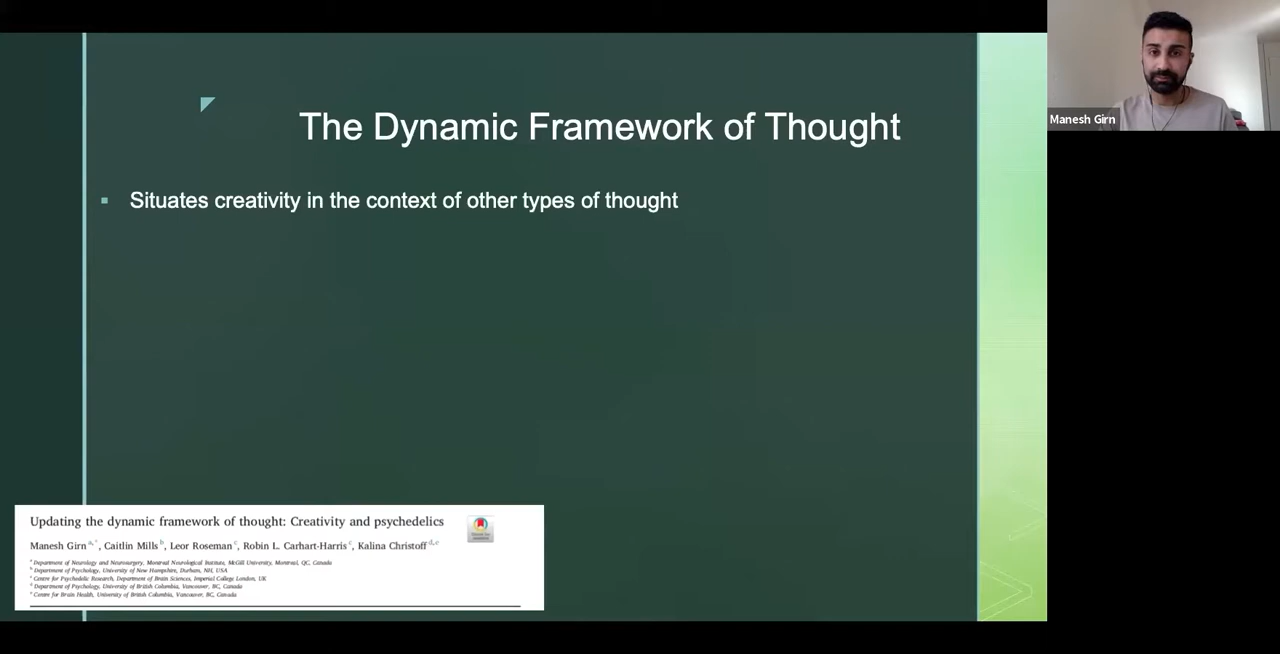 The Dynamic Framework of Thought
Manesh Girn
▪ Situates creativity in the context of other types of thought
Updating the dynamic framework of thought: Creativity and psychedelics
Manesh Girn a,*, Caitlin Mills b, Leor Roseman c, Robin L. Carhart-Harris c, Kalina Christoff d,e
a Department of Neurology and Neurosurgery, Montreal Neurological Institute, McGill University, Montreal, QC, Canada
b Department of Psychology, University of New Hampshire, Durham, NH, USA
c Centre for Psychedelic Research, Department of Brain Sciences, Imperial College London, UK
d Department of Psychology, University of British Columbia, Vancouver, BC, Canada
e Centre for Brain Health, University of British Columbia, Vancouver, BC, Canada